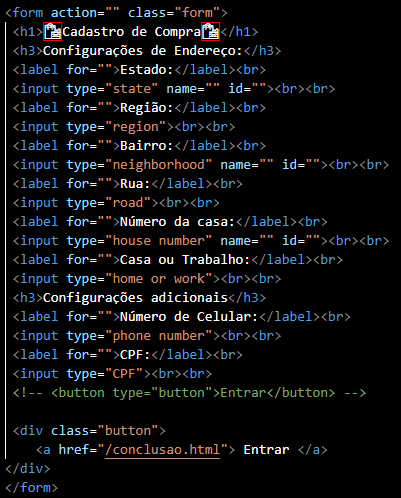 <form action="" class="form">
<h1>📋Cadastro de Compra📋</h1>
<h3>Configurações de Endereço:</h3>
<label for="">Estado:</label><br>
<input type="state" name="" id=""><br><br>
<label for="">Região:</label><br>
<input type="region"><br><br>
<label for="">Bairro:</label><br>
<input type="neighborhood" name="" id=""><br><br>
<label for="">Rua:</label><br>
<input type="road"><br><br>
<label for="">Número da casa:</label><br>
<input type="house number" name="" id=""><br><br>
<label for="">Casa ou Trabalho:</label><br>
<input type="home or work"><br><br>
<h3>Configurações adicionais</h3>
<label for="">Número de Celular:</label><br>
<input type="phone number"><br><br>
<label for="">CPF:</label><br>
<input type="CPF"><br><br>
<!-- <button type="button">Entrar</button> -->
<div class="button">
<a href="/conclusao.html"> Entrar </a>
</div>
</form>